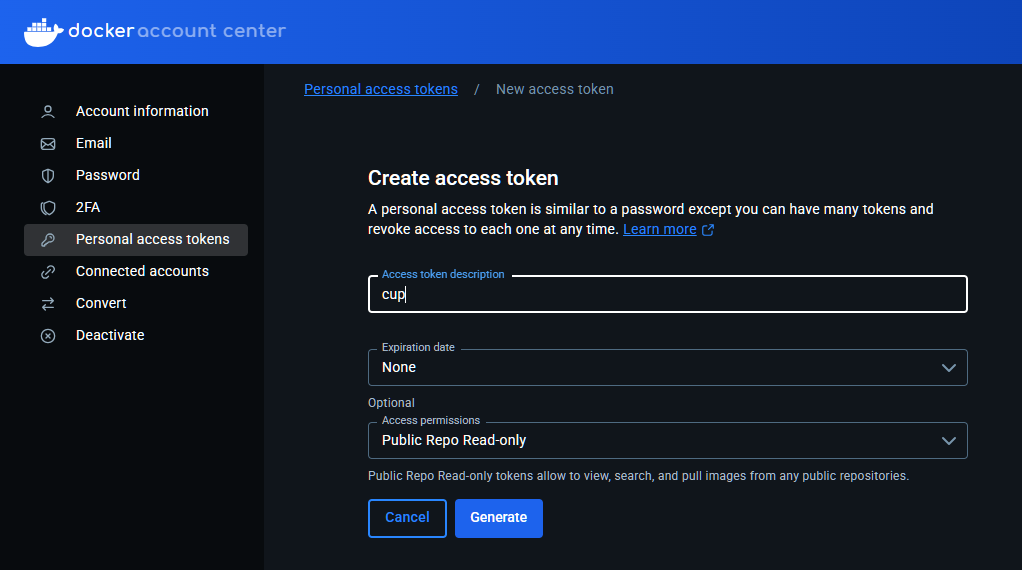 docker account center
Account information
Email
Password
2FA
Personal access tokens
Connected accounts
Convert
Deactivate
Personal access tokens / New access token
Create access token
A personal access token is similar to a password except you can have many tokens and
revoke access to each one at any time. Learn more
Access token description
cup
Expiration date
None
Optional
Access permissions
Public Repo Read-only
Public Repo Read-only tokens allow to view, search, and pull images from any public repositories.
Cancel Generate